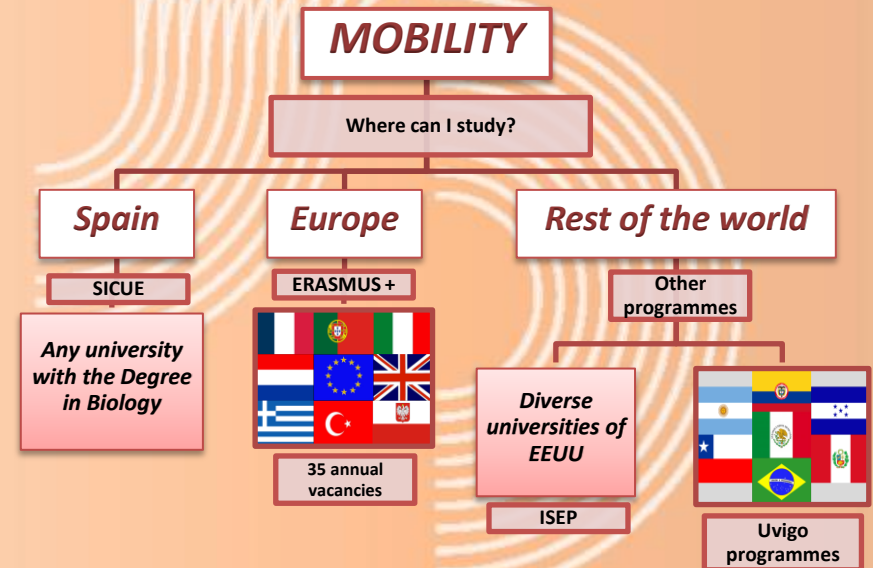 MOBILITY
Where can I study?
Spain
SICUE
Any university
with the Degree
in Biology
Europe
ERASMUS +
35 annual
vacancies
Rest of the world
Other
programmes
Diverse
universities of
EEUU
ISEP
Uvigo
programmes